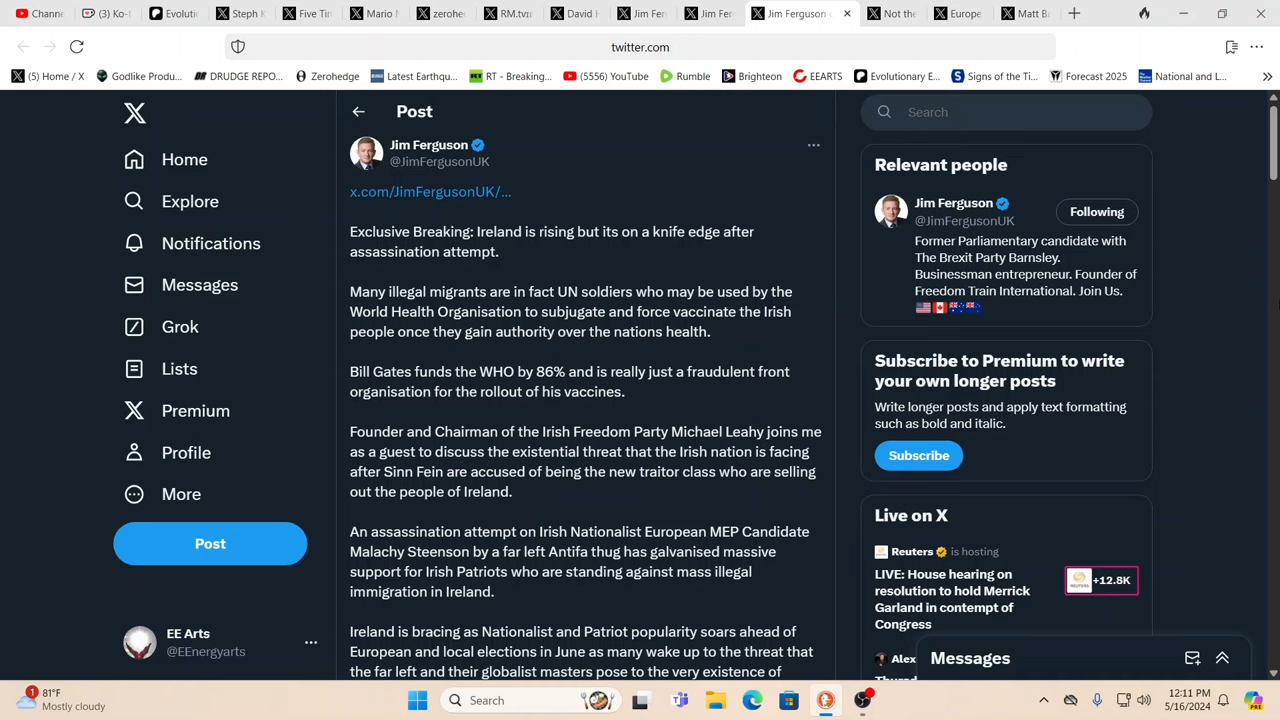 Channe
(3) Ko-f
Evoluti
Steph K
Five Tim
Mario N
zerohe
RM.tv
David H
Jim Fer
Jim Fer
Jim Ferguson o
Not the
Europe
Matt B
twitter.com
(5) Home / X
Godlike Produ...
DRUDGE REPO...
Zerohedge
Latest Earthqu...
RT - Breaking...
(5556) YouTube
Rumble
Brighteon
EEARTS
Evolutionary E...
Signs of the Ti...
Forecast 2025
National and L...
Home
Explore
Notifications
Messages
Grok
Lists
Premium
Profile
More
Post
EE Arts
@EEnergyarts
Post
Jim Ferguson
@JimFergusonUK
x.com/JimFergusonUK/...
Exclusive Breaking: Ireland is rising but its on a knife edge after
assassination attempt.
Many illegal migrants are in fact UN soldiers who may be used by the
World Health Organisation to subjugate and force vaccinate the Irish
people once they gain authority over the nations health.
Bill Gates funds the WHO by 86% and is really just a fraudulent front
organisation for the rollout of his vaccines.
Founder and Chairman of the Irish Freedom Party Michael Leahy joins me
as a guest to discuss the existential threat that the Irish nation is facing
after Sinn Fein are accused of being the new traitor class who are selling
out the people of Ireland.
An assassination attempt on Irish Nationalist European MEP Candidate
Malachy Steenson by a far left Antifa thug has galvanised massive
support for Irish Patriots who are standing against mass illegal
immigration in Ireland.
Ireland is bracing as Nationalist and Patriot popularity soars ahead of
European and local elections in June as many wake up to the threat that
the far left and their globalist masters pose to the very existence of
Search
Relevant people
Jim Ferguson
@JimFergusonUK
Following
Former Parliamentary candidate with
The Brexit Party Barnsley.
Businessman entrepreneur. Founder of
Freedom Train International. Join Us.
Subscribe to Premium to write
your own longer posts
Write longer posts and apply text formatting
such as bold and italic.
Subscribe
Live on X
Reuters is hosting
LIVE: House hearing on
resolution to hold Merrick
Garland in contempt of
Congress
+12.8K
Alex
Messages
1
81°F
Mostly cloudy
Search
12:11 PM
5/16/2024
PRE